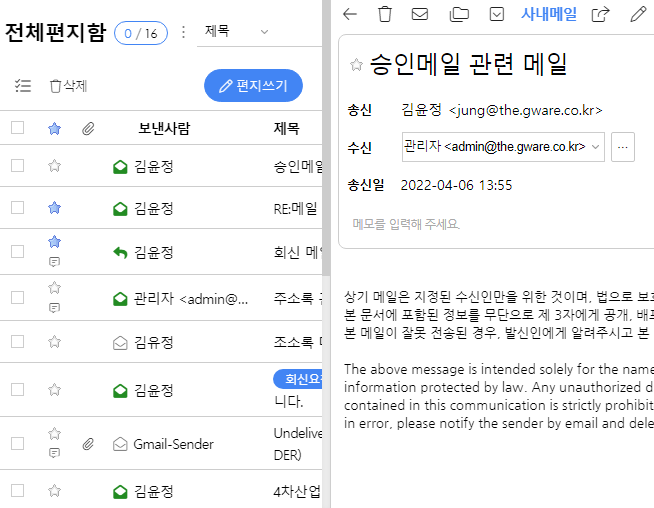 전체편지함 0 / 16 제목
삭제 편지쓰기
보낸사람 제목
김윤정 승인메일
김윤정 RE:메일
김윤정 회신 메
관리자 <admin@... 주소록
김유정 조소록
김윤정 회신요
니다.
Gmail-Sender Undelive
DER)
김윤정 4차산업
사내메일
승인메일 관련 메일
송신 김윤정 <jung@the.gware.co.kr>
수신 관리자 <admin@the.gware.co.kr> ...
송신일 2022-04-06 13:55
메모를 입력해 주세요.
상기 메일은 지정된 수신인만을 위한 것이며, 법으로 보호
본 문서에 포함된 정보를 무단으로 제 3자에게 공개, 배포
본 메일이 잘못 전송된 경우, 발신인에게 알려주시고 본
The above message is intended solely for the name
information protected by law. Any unauthorized d
contained in this communication is strictly prohibit
in error, please notify the sender by email and dele